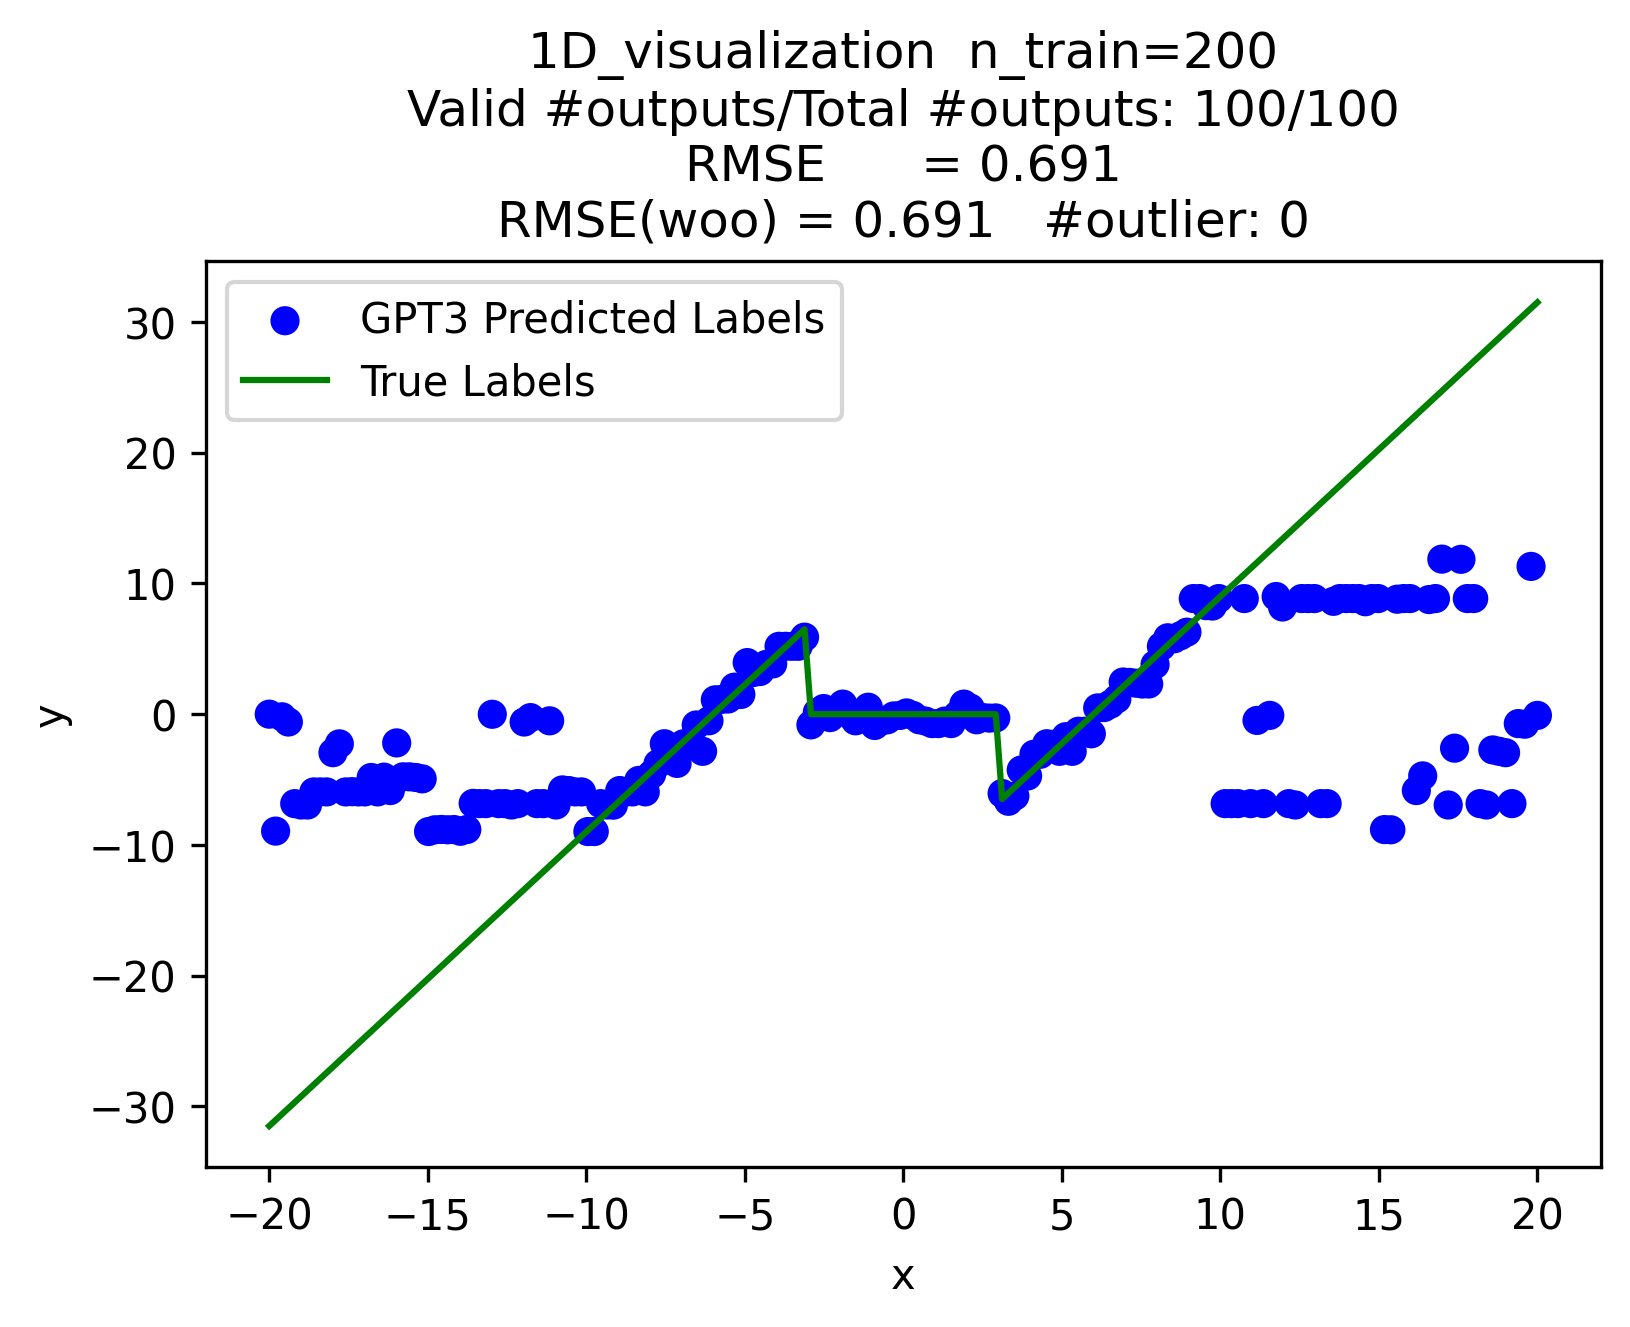 1D_visualization  n_train=200
Valid #outputs/Total #outputs: 100/100
RMSE      = 0.691
RMSE(woo) = 0.691   #outlier: 0
GPT3 Predicted Labels
True Labels
30
20
10
0
−10
−20
−30
y
−20 −15 −10 −5 0 5 10 15 20
x